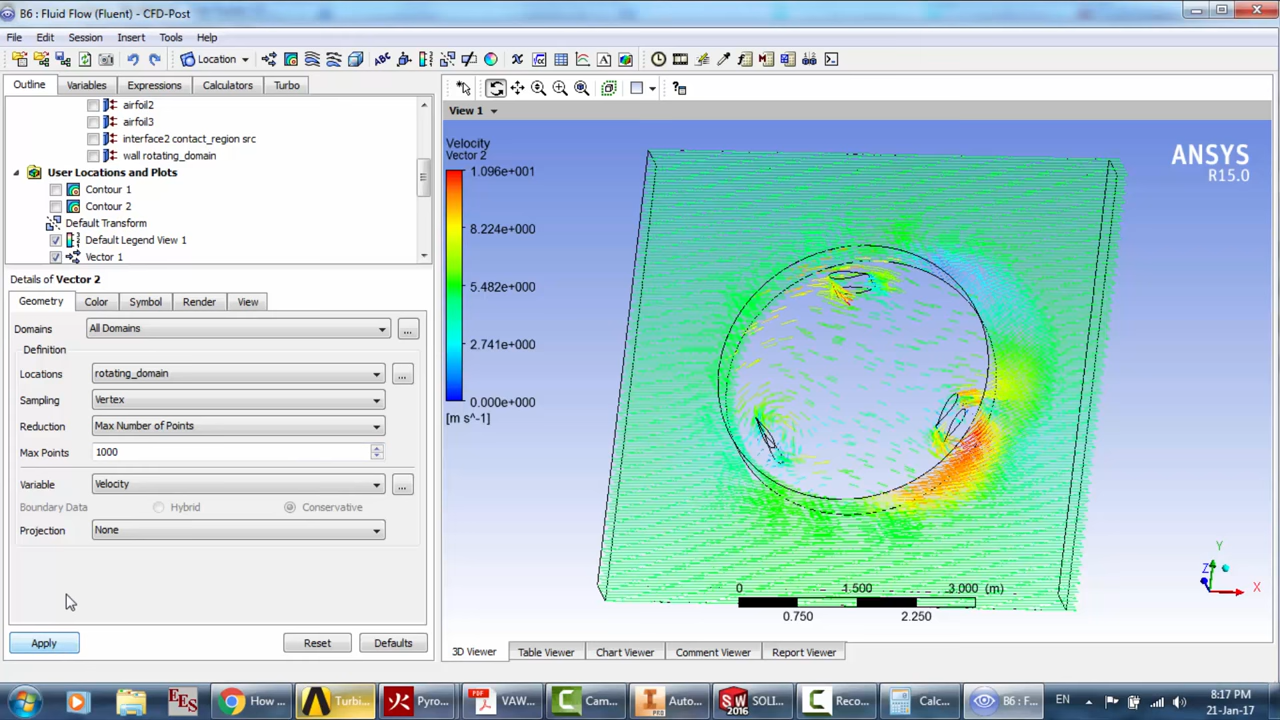 B6 : Fluid Flow (Fluent) - CFD-Post
File Edit Session Insert Tools Help
Location
Outline Variables Expressions Calculators Turbo
airfoil2
airfoil3
interface2 contact_region src
wall rotating_domain
User Locations and Plots
Contour 1
Contour 2
Default Transform
Default Legend View 1
Vector 1
Details of Vector 2
Geometry Color Symbol Render View
Domains All Domains ...
Definition
Locations rotating_domain ...
Sampling Vertex
Reduction Max Number of Points
Max Points 1000
Variable Velocity ...
Boundary Data Hybrid Conservative
Projection None
Apply Reset Defaults
View 1
Velocity
Vector 2
1.096e+001
8.224e+000
5.482e+000
2.741e+000
0.000e+000
[m s^-1]
ANSYS
R15.0
0 1.500 3.000 (m)
0.750 2.250
Y
Z
X
3D Viewer Table Viewer Chart Viewer Comment Viewer Report Viewer
EES How ... Turbi... Pyro... VAW... Cam... Auto... SOLI... Reco... Calc... B6 : F... EN 8:17 PM
21-Jan-17